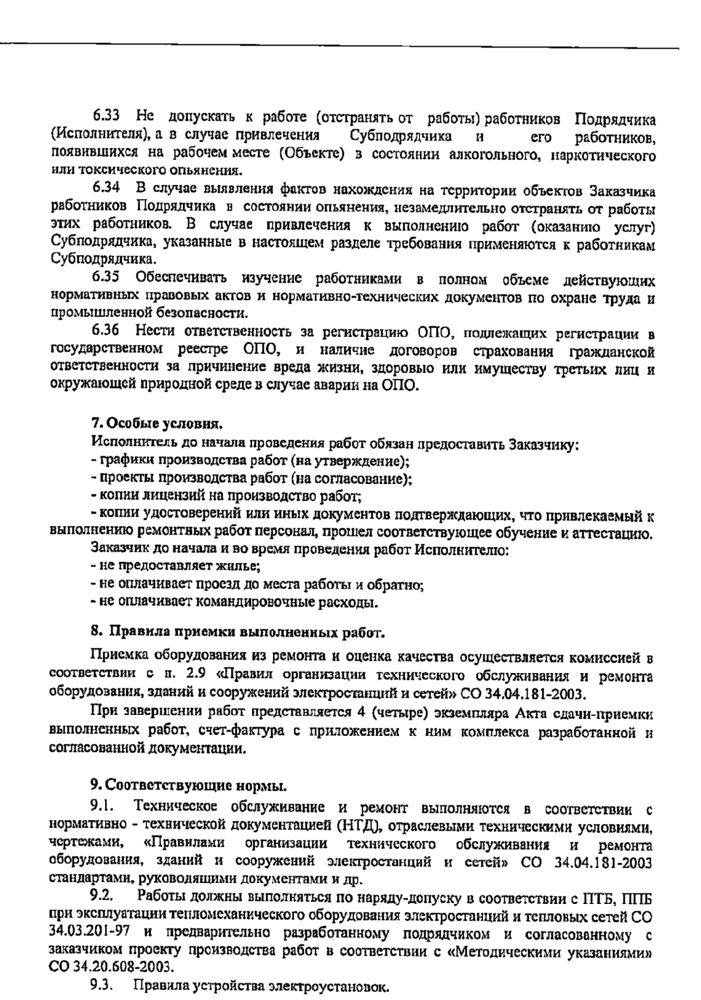 6.33 Не допускать к работе (отстранять от работы) работников Подрядчика
(Исполнителя), а в случае привлечения Субподрядчика и его работников,
появившихся на рабочем месте (Объекте) в состоянии алкогольного, наркотического
или токсического опьянения.
6.34 В случае выявления фактов нахождения на территории объектов Заказчика
работников Подрядчика в состоянии опьянения, незамедлительно отстранять от работы
этих работников. В случае привлечения к выполнению работ (оказанию услуг)
Субподрядчика, указанные в настоящем разделе требования применяются к работникам
Субподрядчика.
6.35 Обеспечивать изучение работниками в полном объеме действующих
нормативных правовых актов и нормативно-технических документов по охране труда и
промышленной безопасности.
6.36 Нести ответственность за регистрацию ОПО, подлежащих регистрации в
государственном реестре ОПО, и наличие договоров страхования гражданской
ответственности за причинение вреда жизни, здоровью или имуществу третьих лиц и
окружающей природной среде в случае аварии на ОПО.
7. Особые условия.
Исполнитель до начала проведения работ обязан предоставить Заказчику:
- графики производства работ (на утверждение);
- проекты производства работ (на согласование);
- копии лицензий на производство работ;
- копии удостоверений или иных документов подтверждающих, что привлекаемый к
выполнению ремонтных работ персонал, прошел соответствующее обучение и аттестацию.
Заказчик до начала и во время проведения работ Исполнителю:
- не предоставляет жилье;
- не оплачивает проезд до места работы и обратно;
- не оплачивает командировочные расходы.
8. Правила приемки выполненных работ.
Приемка оборудования из ремонта и оценка качества осуществляется комиссией в
соответствии с п. 2.9 «Правил организации технического обслуживания и ремонта
оборудования, зданий и сооружений электростанций и сетей» СО 34.04.181-2003.
При завершении работ представляется 4 (четыре) экземпляра Акта сдачи-приемки
выполненных работ, счет-фактура с приложением к ним комплекса разработанной и
согласованной документации.
9. Соответствующие нормы.
9.1. Техническое обслуживание и ремонт выполняются в соответствии с
нормативно - технической документацией (НТД), отраслевыми техническими условиями,
чертежами, «Правилами организации технического обслуживания и ремонта
оборудования, зданий и сооружений электростанций и сетей» СО 34.04.181-2003
стандартами, руководящими документами и др.
9.2. Работы должны выполняться по наряду-допуску в соответствии с ПТБ, ППБ
при эксплуатации тепломеханического оборудования электростанций и тепловых сетей СО
34.03.201-97 и предварительно разработанному подрядчиком и согласованному с
заказчиком проекту производства работ в соответствии с «Методическими указаниями»
СО 34.20.608-2003.
9.3. Правила устройства электроустановок.